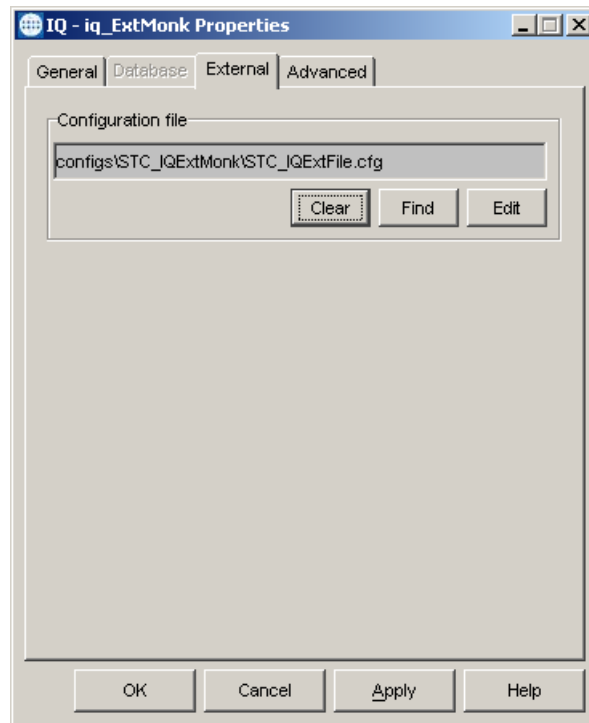 IQ - iq_ExtMonk Properties
General Database External Advanced
Configuration file
configs\STC_IQExtMonk\STC_IQExtFile.cfg
Clear Find Edit
OK Cancel Apply Help